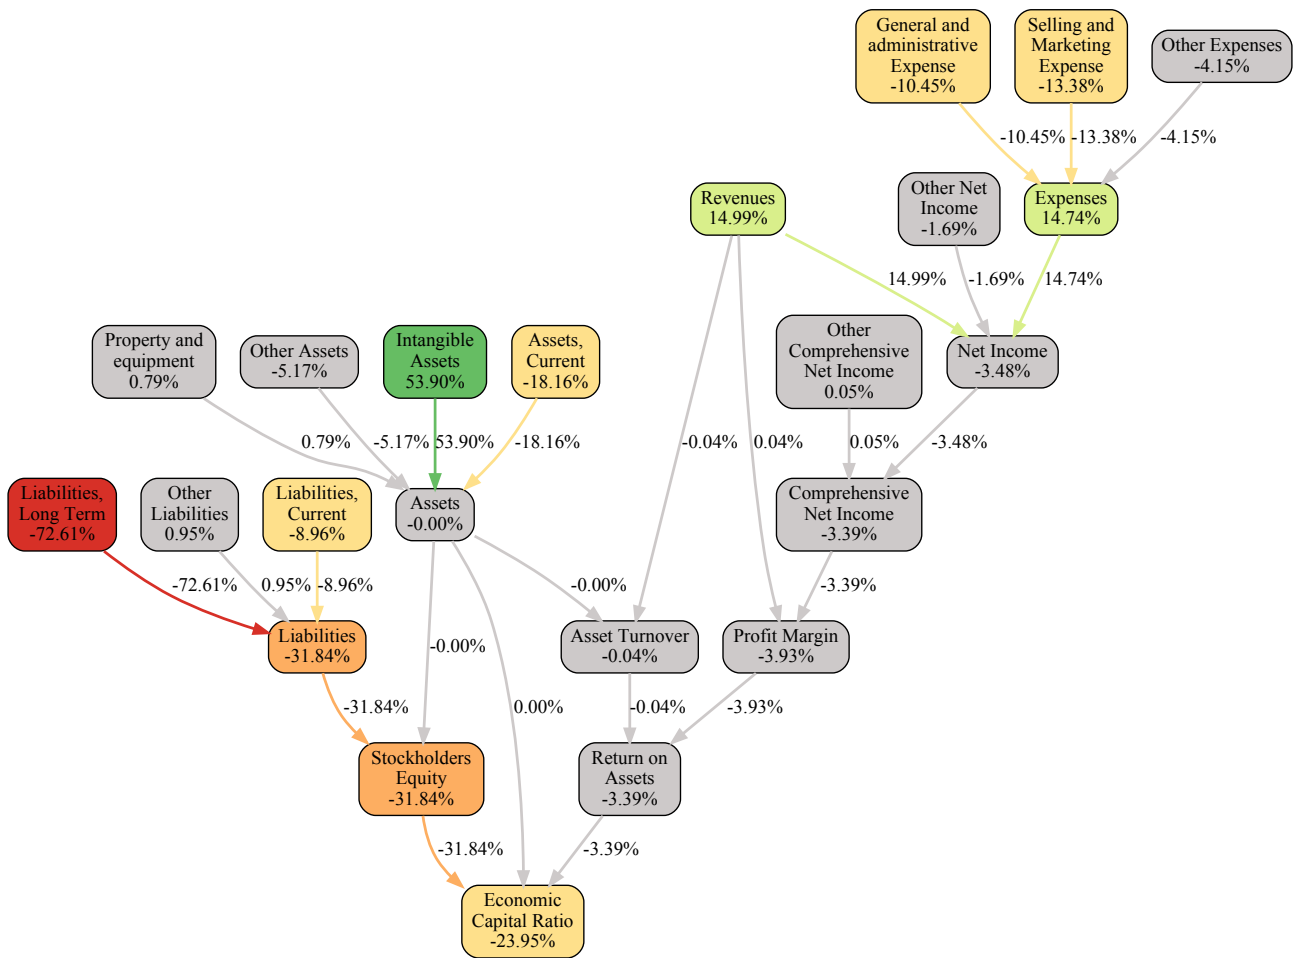 General and
administrative
Expense
-10.45%
Selling and
Marketing
Expense
-13.38%
Other Expenses
-4.15%
-10.45%
-13.38%
-4.15%
Revenues
14.99%
Other Net
Income
-1.69%
Expenses
14.74%
14.99%
-1.69%
14.74%
Property and
equipment
0.79%
Other Assets
-5.17%
Intangible
Assets
53.90%
Assets,
Current
-18.16%
Other
Comprehensive
Net Income
0.05%
Net Income
-3.48%
0.79%
-5.17%
53.90%
-18.16%
-0.04%
0.04%
0.05%
-3.48%
Liabilities,
Long Term
-72.61%
Other
Liabilities
0.95%
Liabilities,
Current
-8.96%
Assets
-0.00%
Comprehensive
Net Income
-3.39%
-72.61%
0.95%
-8.96%
-0.00%
-3.39%
Liabilities
-31.84%
-0.00%
Asset Turnover
-0.04%
Profit Margin
-3.93%
-31.84%
0.00%
-0.04%
-3.93%
Stockholders
Equity
-31.84%
Return on
Assets
-3.39%
-31.84%
-3.39%
Economic
Capital Ratio
-23.95%